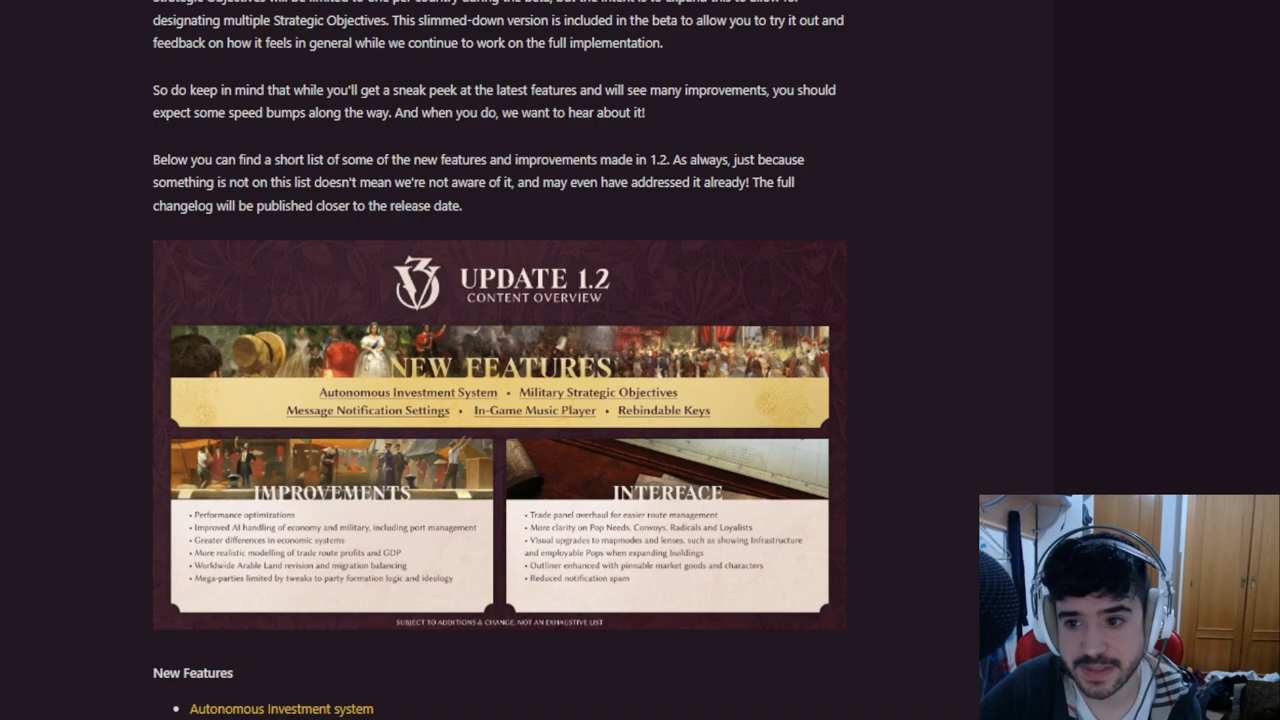 Strategic Objectives will be limited to one per country during the beta, but the intent is to expand this to allow for
designating multiple Strategic Objectives. This slimmed-down version is included in the beta to allow you to try it out and
feedback on how it feels in general while we continue to work on the full implementation.
So do keep in mind that while you'll get a sneak peek at the latest features and will see many improvements, you should
expect some speed bumps along the way. And when you do, we want to hear about it!
Below you can find a short list of some of the new features and improvements made in 1.2. As always, just because
something is not on this list doesn't mean we're not aware of it, and may even have addressed it already! The full
changelog will be published closer to the release date.
UPDATE 1.2
CONTENT OVERVIEW
NEW FEATURES
Autonomous Investment System • Military Strategic Objectives
Message Notification Settings • In-Game Music Player • Rebindable Keys
IMPROVEMENTS
• Performance optimizations
• Improved AI handling of economy and military, including port management
• Greater differences in economic systems
• More realistic modelling of trade route profits and GDP
• Worldwide Arable Land revision and migration balancing
• Mega-parties limited by tweaks to party formation logic and ideology
INTERFACE
• Trade panel overhaul for easier route management
• More clarity on Pop Needs, Convoys, Radicals and Loyalists
• Visual upgrades to mapmodes and lenses, such as showing Infrastructure
and employable Pops when expanding buildings
• Outliner enhanced with pinnable market goods and characters
• Reduced notification spam
SUBJECT TO ADDITIONS & CHANGE, NOT AN EXHAUSTIVE LIST
New Features
• Autonomous Investment system